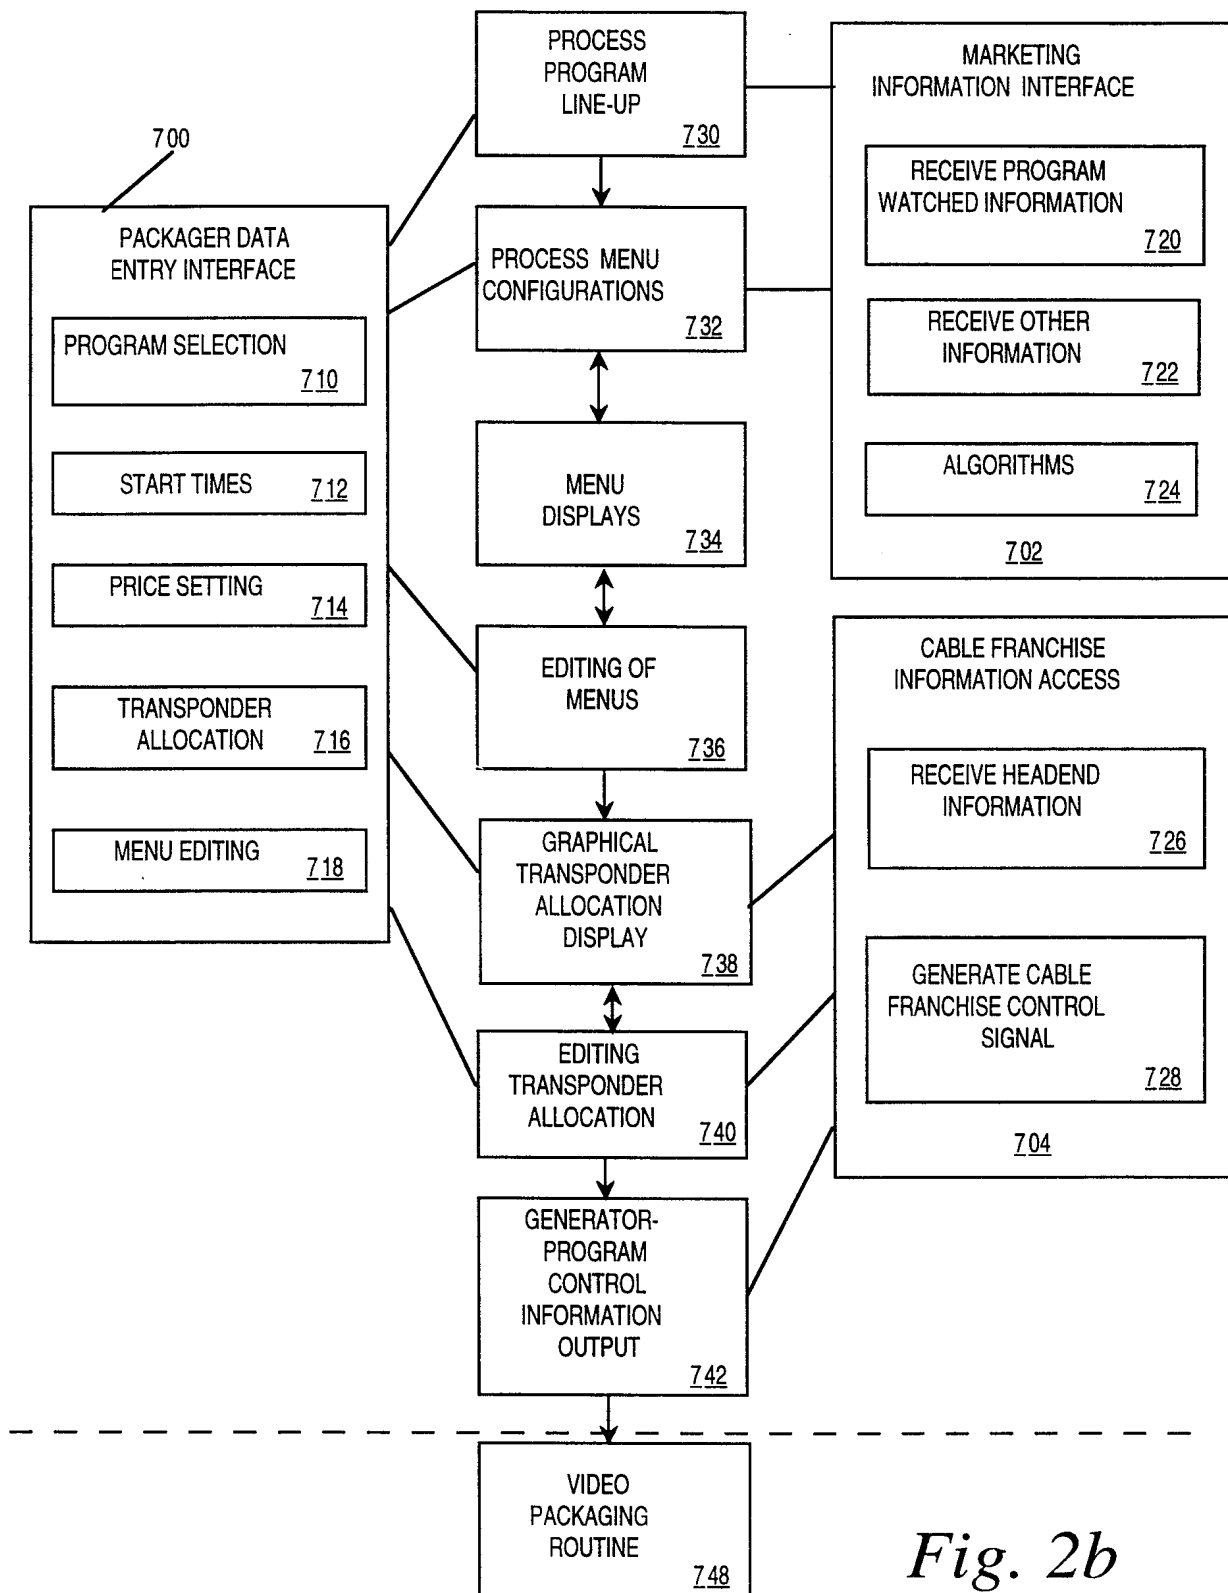 PROCESS
PROGRAM
LINE-UP
730
MARKETING
INFORMATION INTERFACE
RECEIVE PROGRAM
WATCHED INFORMATION
720
RECEIVE OTHER
INFORMATION
722
ALGORITHMS
724
702
700
PACKAGER DATA
ENTRY INTERFACE
PROGRAM SELECTION
710
START TIMES
712
PRICE SETTING
714
TRANSPONDER
ALLOCATION
716
MENU EDITING
718
PROCESS MENU
CONFIGURATIONS
732
MENU
DISPLAYS
734
EDITING OF
MENUS
736
GRAPHICAL
TRANSPONDER
ALLOCATION
DISPLAY
738
EDITING
TRANSPONDER
ALLOCATION
740
GENERATOR-
PROGRAM
CONTROL
INFORMATION
OUTPUT
742
CABLE FRANCHISE
INFORMATION ACCESS
RECEIVE HEADEND
INFORMATION
726
GENERATE CABLE
FRANCHISE CONTROL
SIGNAL
728
704
VIDEO
PACKAGING
ROUTINE
748
Fig. 2b